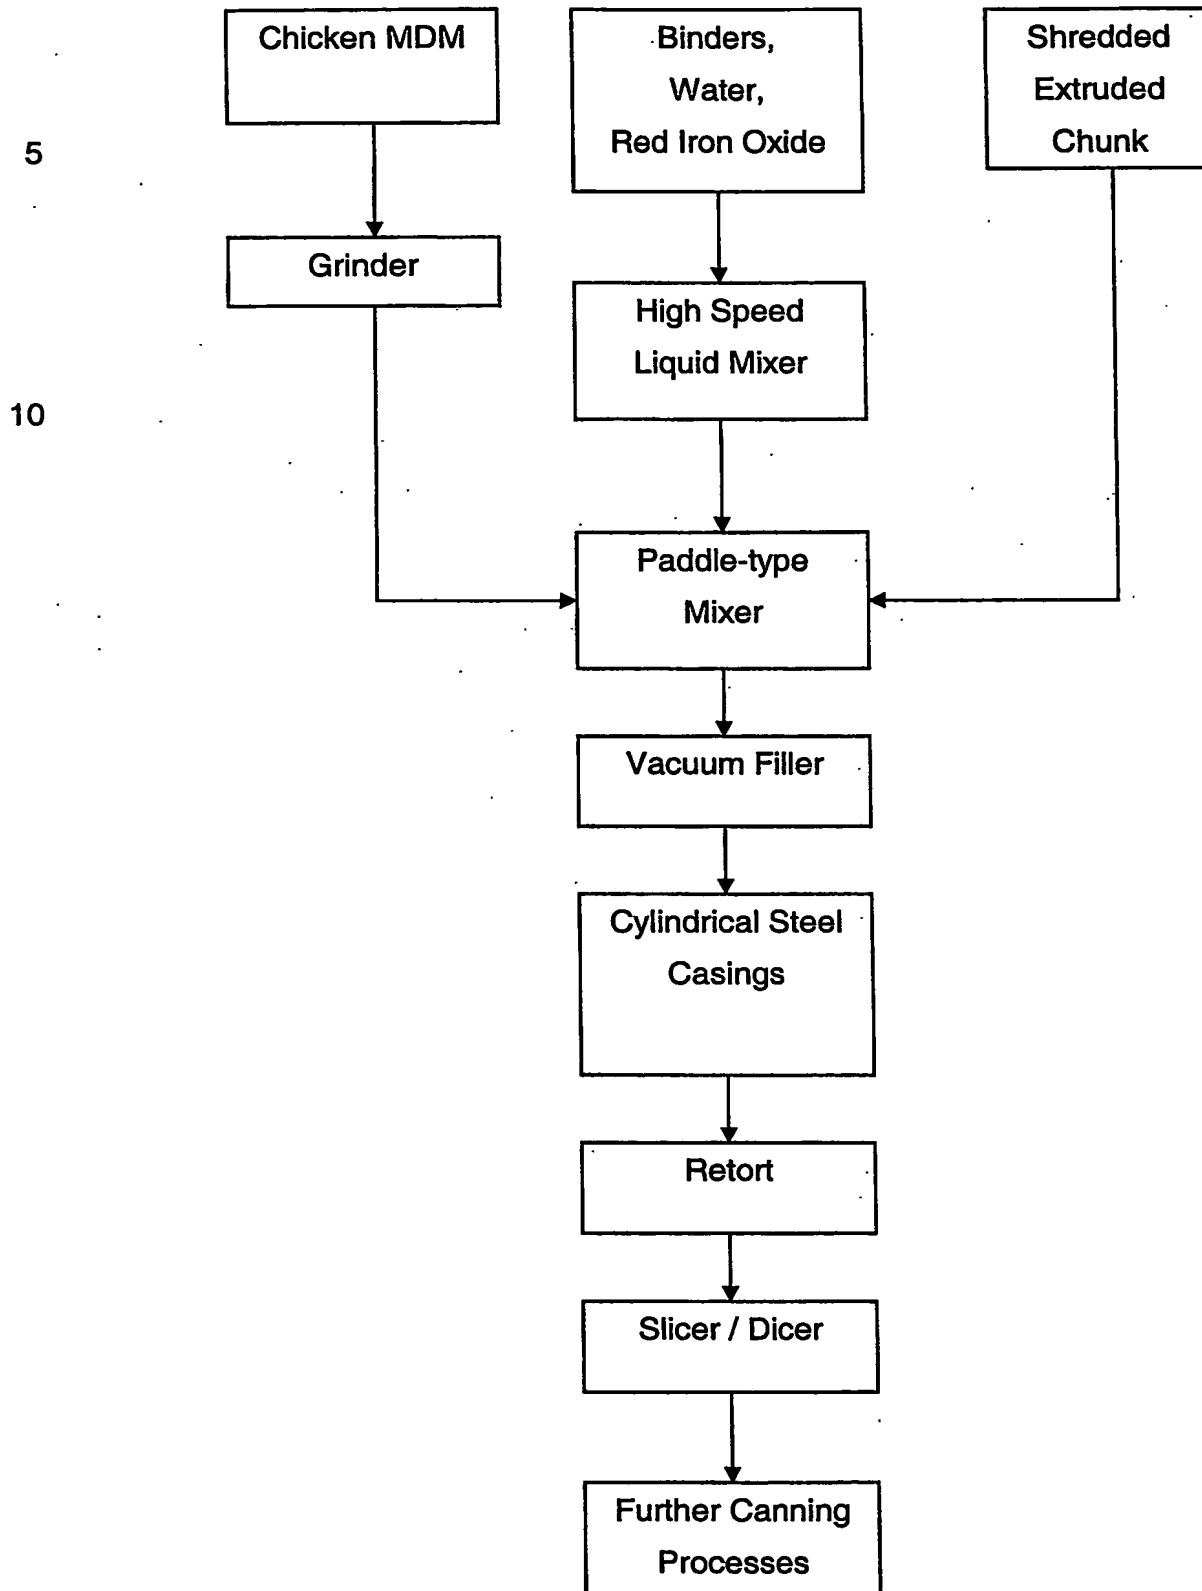 Chicken MDM
Binders,
Water,
Red Iron Oxide
Shredded
Extruded
Chunk
5
Grinder
High Speed
Liquid Mixer
10
Paddle-type
Mixer
Vacuum Filler
Cylindrical Steel
Casings
Retort
Slicer / Dicer
Further Canning
Processes